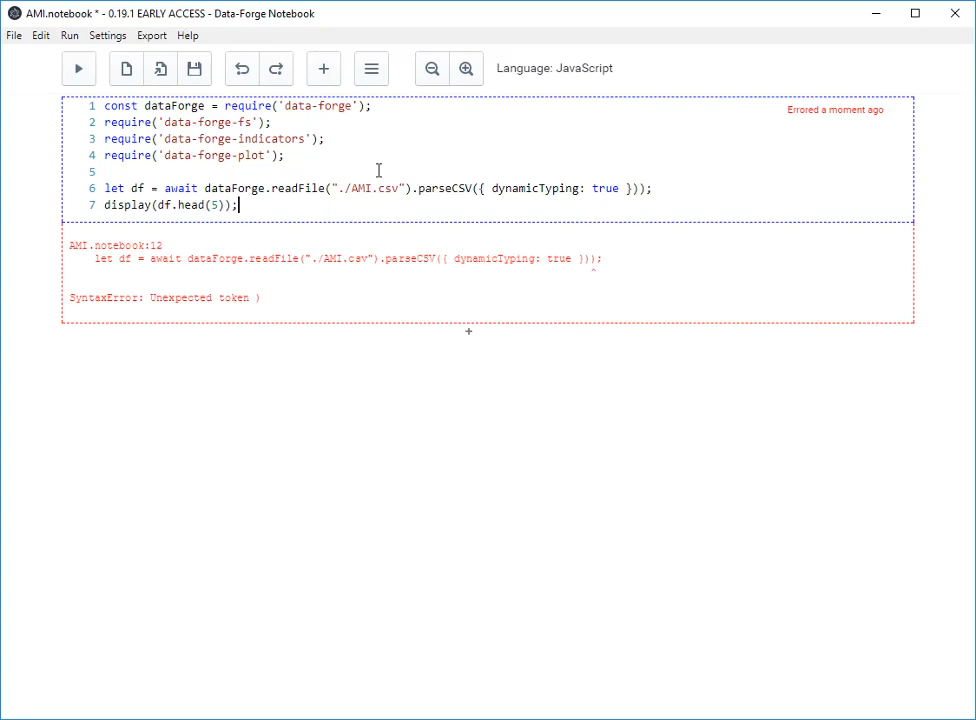 AMI.notebook * - 0.19.1 EARLY ACCESS - Data-Forge Notebook
File Edit Run Settings Export Help
Language: JavaScript
1 const dataForge = require('data-forge');
Errored a moment ago
2 require('data-forge-fs');
3 require('data-forge-indicators');
4 require('data-forge-plot');
5
6 let df = await dataForge.readFile("./AMI.csv").parseCSV({ dynamicTyping: true }));
7 display(df.head(5));
AMI.notebook:12
let df = await dataForge.readFile("./AMI.csv").parseCSV({ dynamicTyping: true }));
^
SyntaxError: Unexpected token )